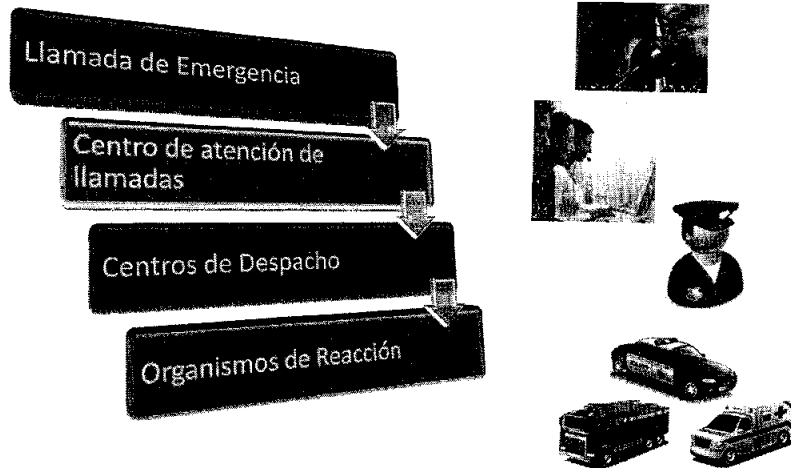 Llamada de Emergencia
Centro de atención de
llamadas
Centros de Despacho
Organismos de Reacción